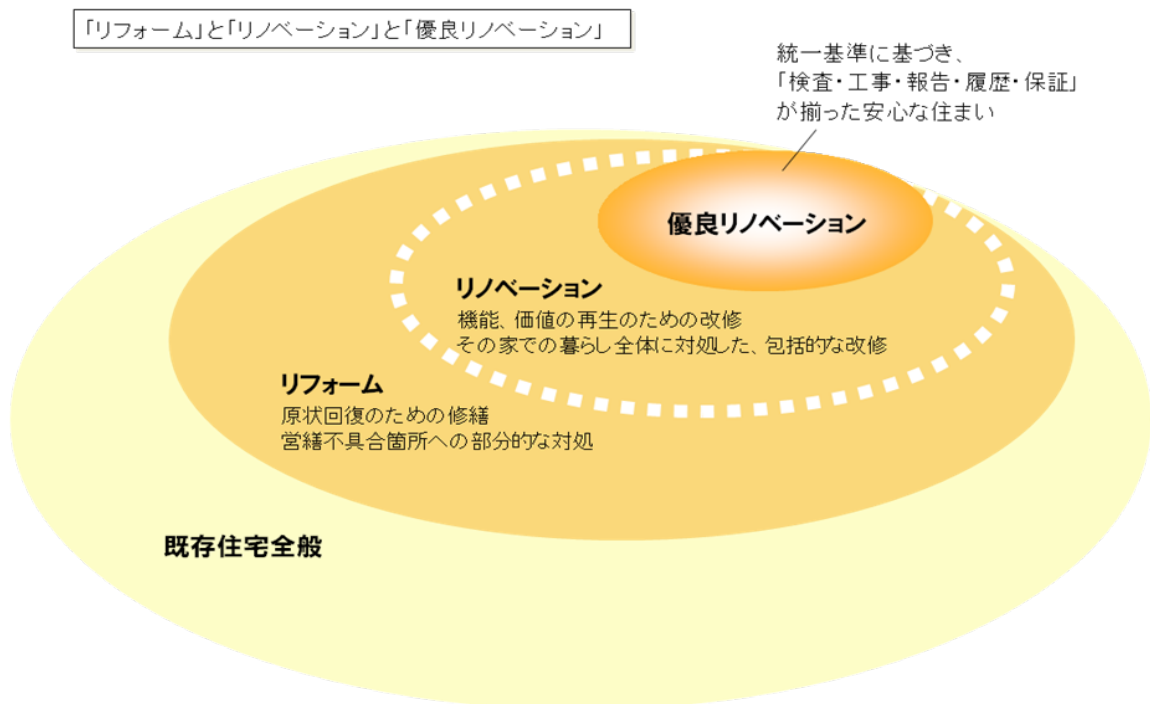 「リフォーム」と「リノベーション」と「優良リノベーション」
統一基準に基づき、
「検査・工事・報告・履歴・保証」
が揃った安心な住まい
優良リノベーション
リノベーション
機能、価値の再生のための改修
その家での暮らし全体に対処した、包括的な改修
リフォーム
原状回復のための修繕
営繕不具合箇所への部分的な対処
既存住宅全般